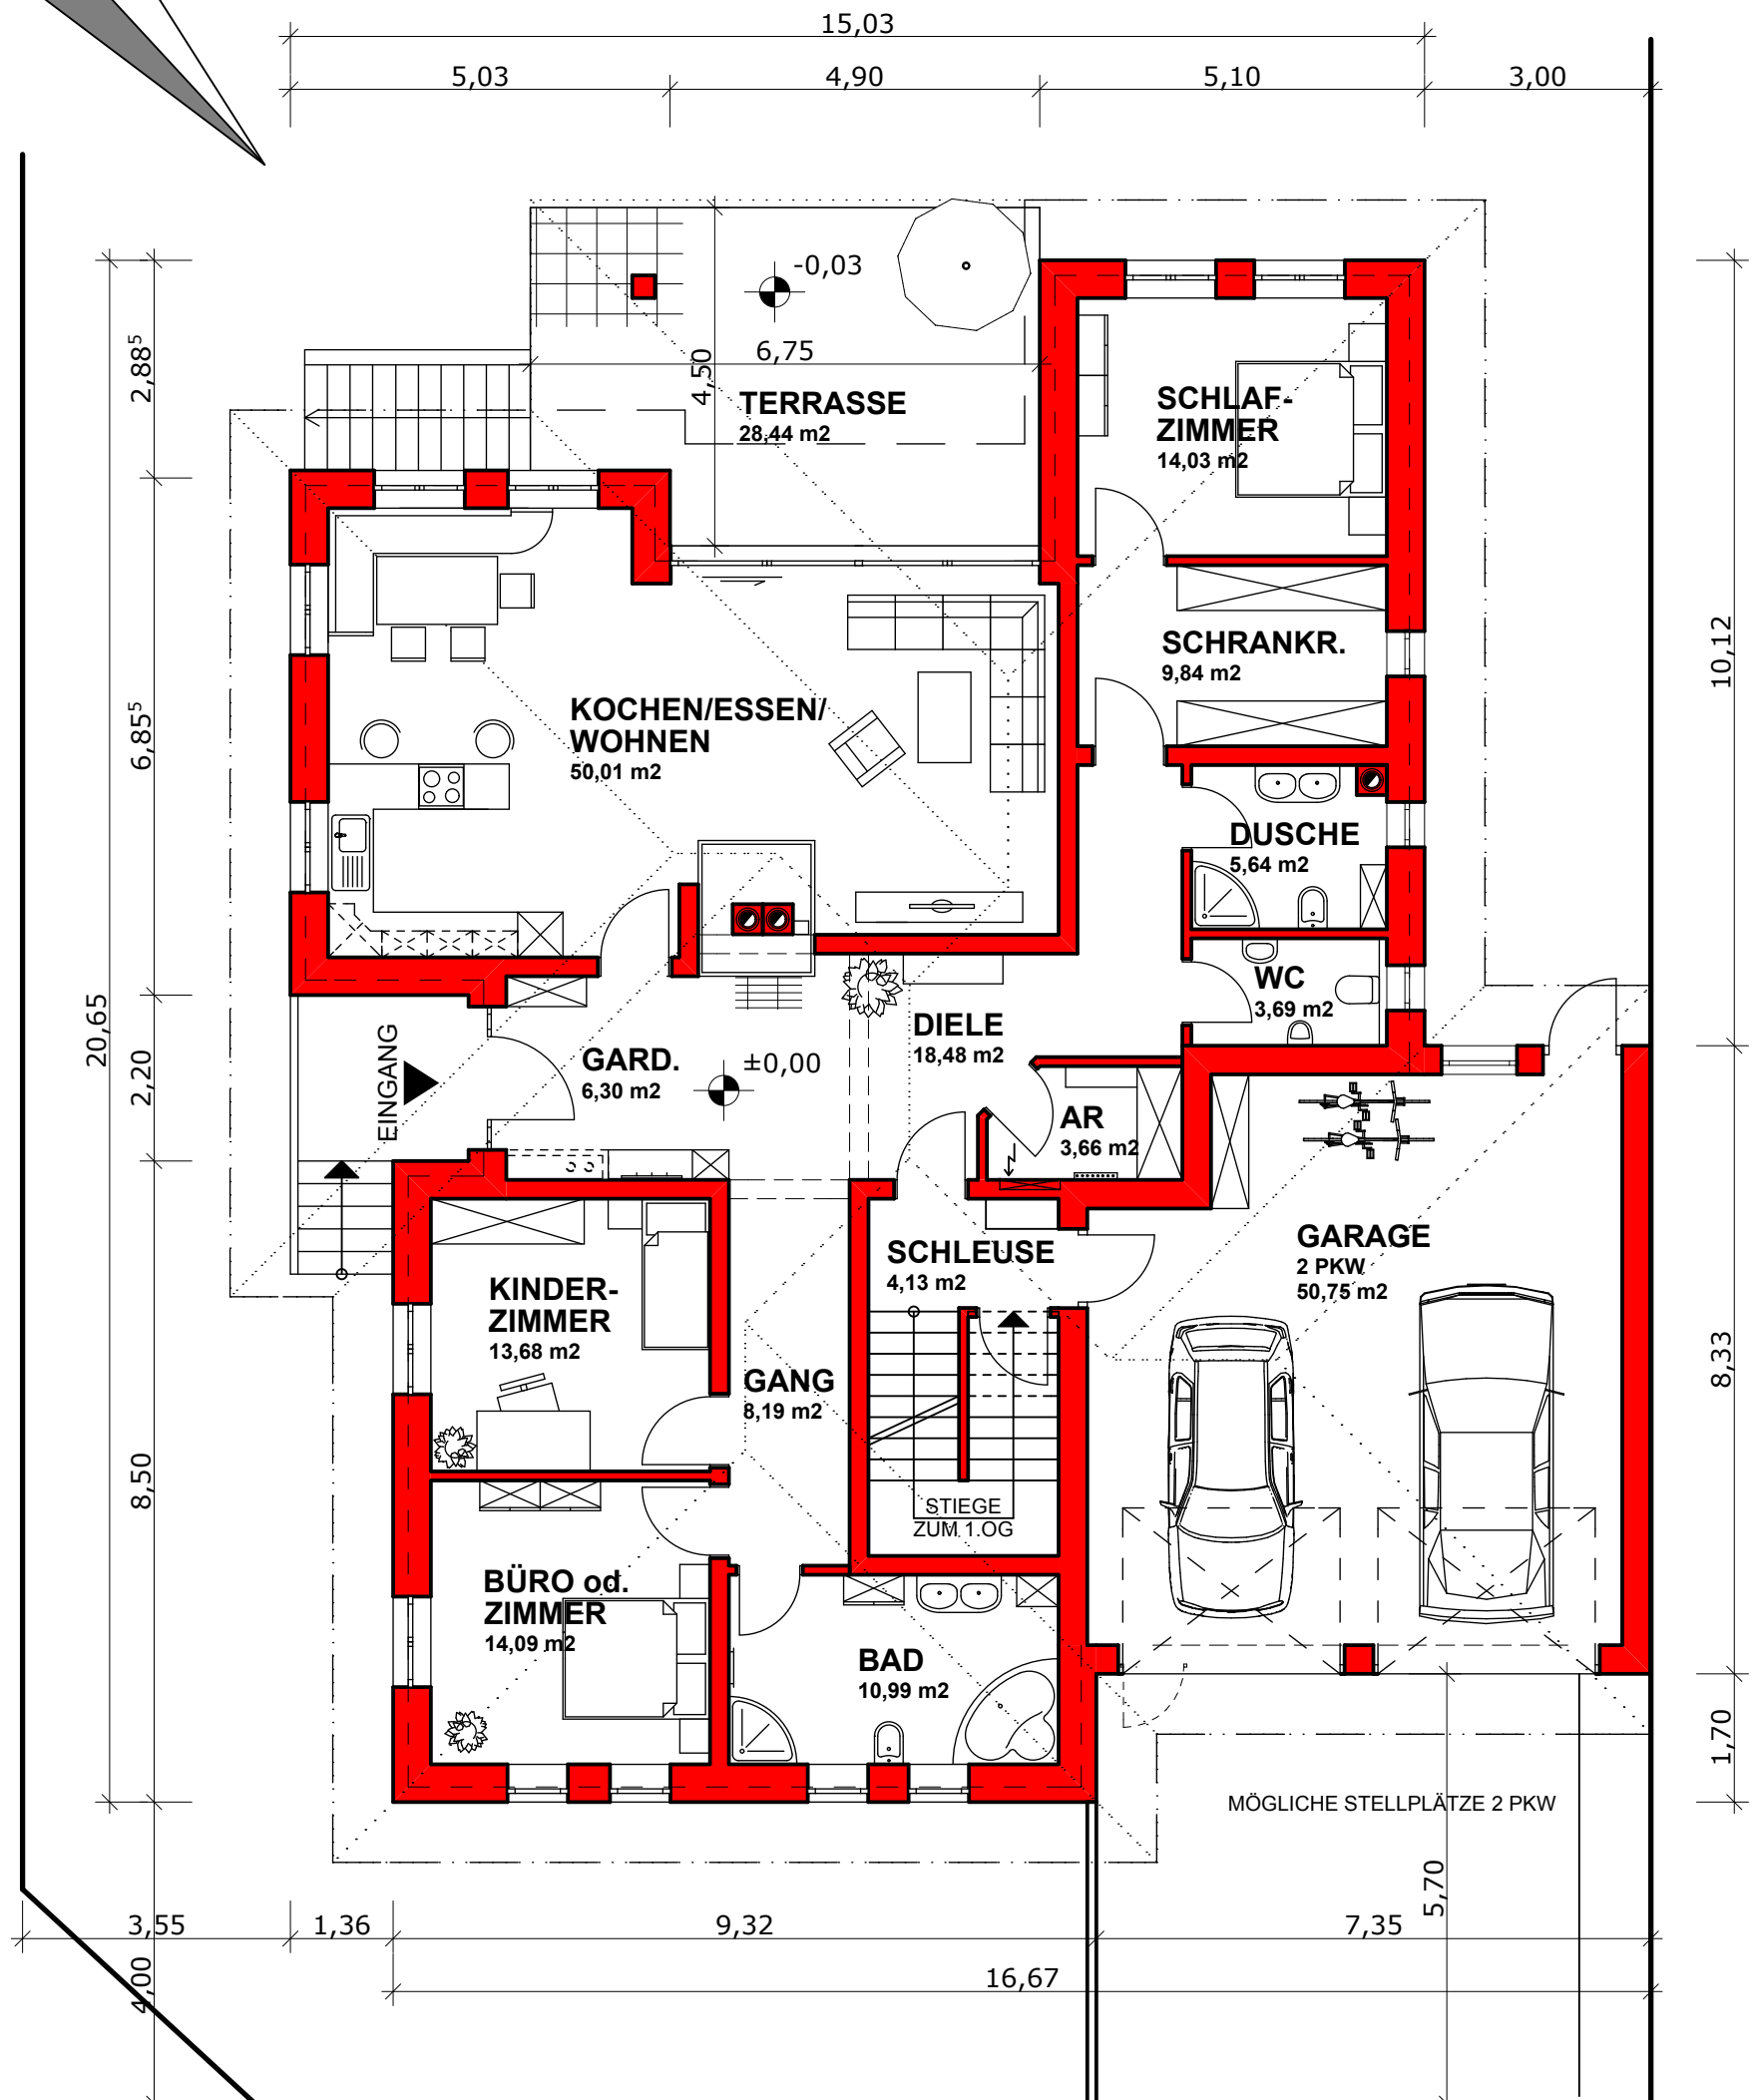 15,03
5,03
4,90
5,10
3,00
-0,03
6,75
4,50
TERRASSE
28,44 m2
SCHLAF-
ZIMMER
14,03 m2
2,88⁵
SCHRANKR.
9,84 m2
10,12
KOCHEN/ESSEN/
WOHNEN
50,01 m2
6,85⁵
DUSCHE
5,64 m2
WC
3,69 m2
DIELE
18,48 m2
20,65
2,20
EINGANG
GARD.
6,30 m2
±0,00
AR
3,66 m2
SCHLEUSE
4,13 m2
GARAGE
2 PKW
50,75 m2
KINDER-
ZIMMER
13,68 m2
GANG
8,19 m2
8,33
8,50
STIEGE
ZUM 1.OG
BÜRO od.
ZIMMER
14,09 m2
BAD
10,99 m2
1,70
MÖGLICHE STELLPLÄTZE 2 PKW
5,70
3,55
1,36
9,32
7,35
4,00
16,67